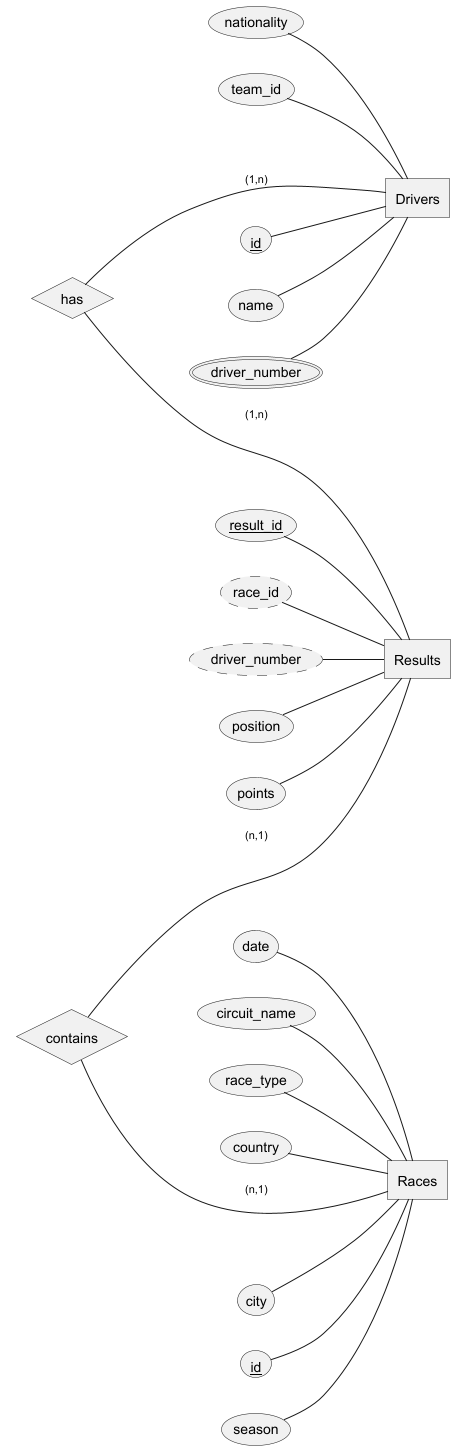 nationality
team_id
(1,n)
Drivers
id
has
name
driver_number
(1,n)
result_id
race_id
driver_number
Results
position
points
(n,1)
date
circuit_name
contains
race_type
country
(n,1)
Races
city
id
season